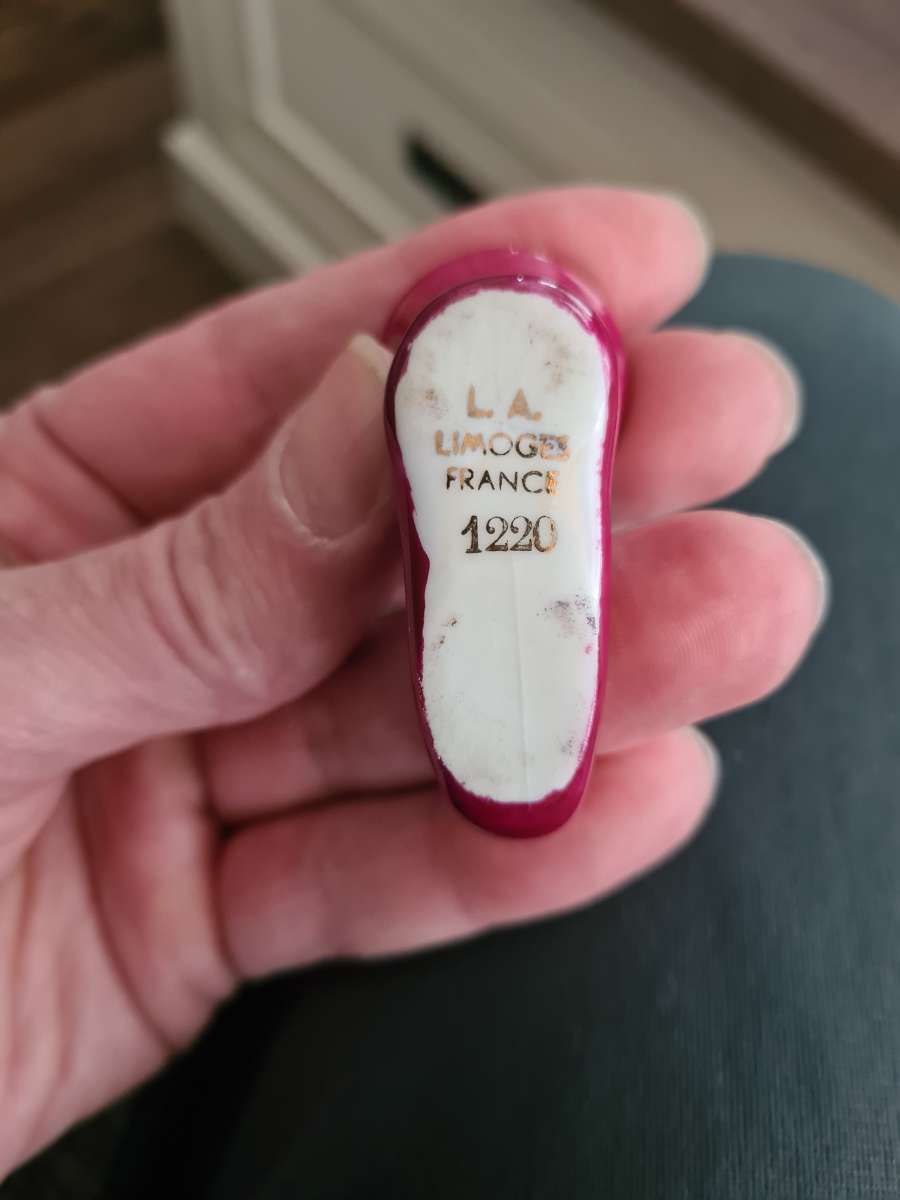 L. A.
LIMOGES
FRANCE
1220